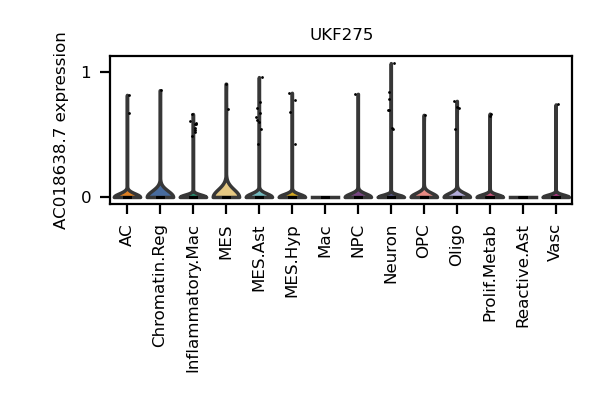 UKF275
AC018638.7 expression
1
0
AC
Chromatin.Reg
Inflammatory.Mac
MES
MES.Ast
MES.Hyp
Mac
NPC
Neuron
OPC
Oligo
Prolif.Metab
Reactive.Ast
Vasc